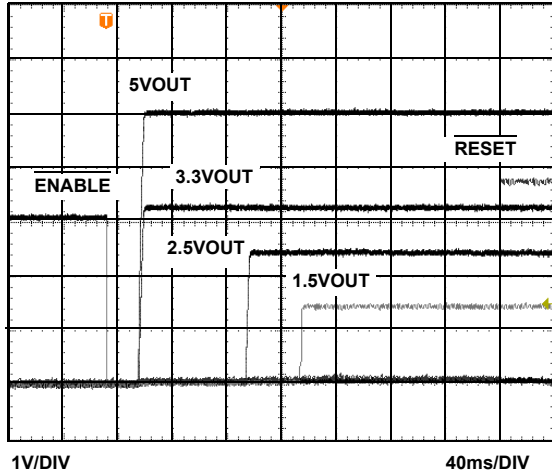 T
5VOUT
RESET
ENABLE
3.3VOUT
2.5VOUT
1.5VOUT
1V/DIV
40ms/DIV